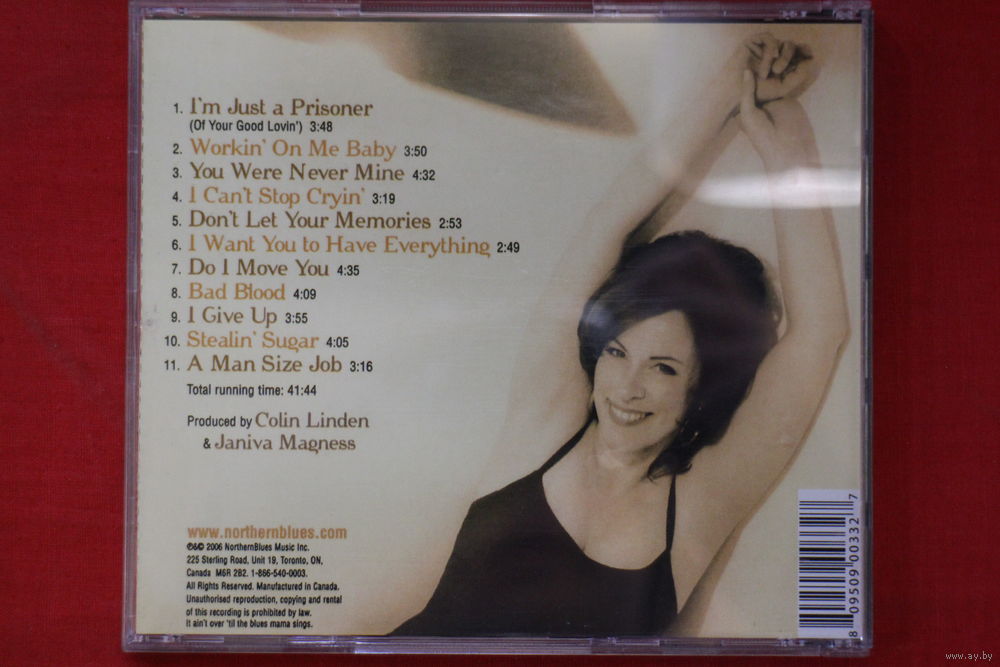 1. I'm Just a Prisoner
(Of Your Good Lovin') 3:48
2. Workin' On Me Baby 3:50
3. You Were Never Mine 4:32
4. I Can't Stop Cryin' 3:19
5. Don't Let Your Memories 2:53
6. I Want You to Have Everything 2:49
7. Do I Move You 4:35
8. Bad Blood 4:09
9. I Give Up 3:55
10. Stealin' Sugar 4:05
11. A Man Size Job 3:16
Total running time: 41:44
Produced by Colin Linden
& Janiva Magness
www.northernblues.com
℗&© 2006 NorthernBlues Music Inc.
225 Sterling Road, Unit 19, Toronto, ON,
Canada M6R 2B2. 1-866-540-0003.
All Rights Reserved. Manufactured in Canada.
Unauthorised reproduction, copying and rental
of this recording is prohibited by law.
It ain't over 'til the blues mama sings.
8 09509 00332 7
www.ay.by